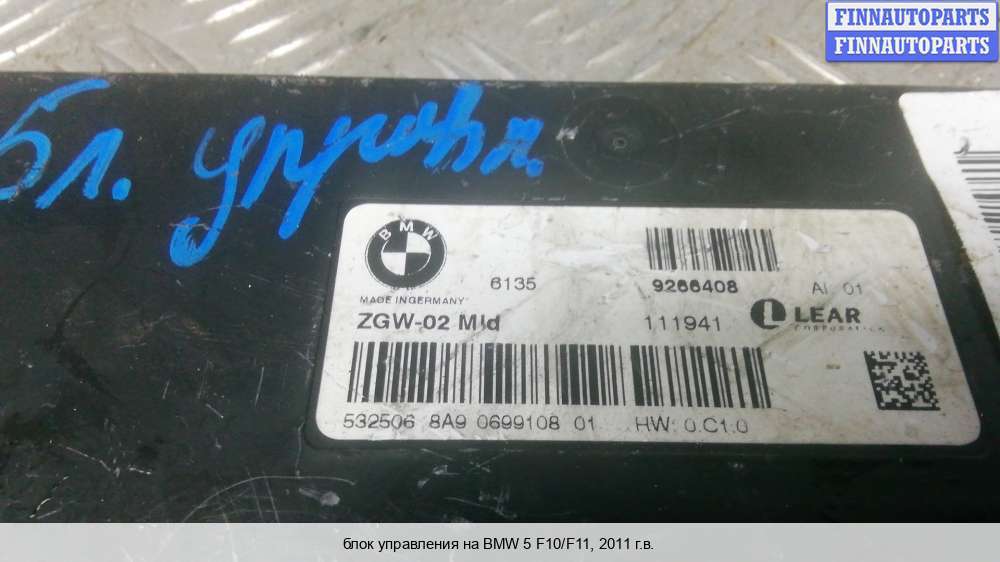 FINNAUTOPARTS
FINNAUTOPARTS
бл. управл.
BMW
6135 9266408 AI 01
MADE IN GERMANY
ZGW-02 Mid 111941 LEAR
CORPORATION
532506 8A9 0699108 01 HW: 0.C1.0
блок управления на BMW 5 F10/F11, 2011 г.в.